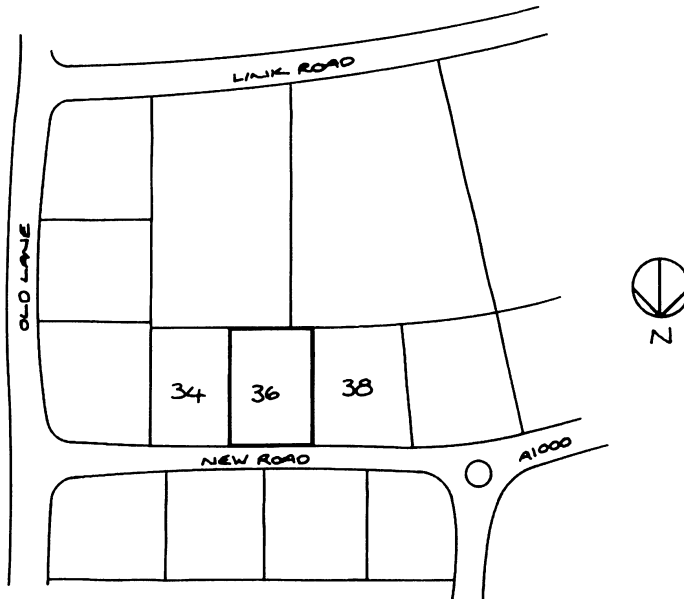 LINK ROAD
OLD LANE
34
36
38
N
NEW ROAD
A1000